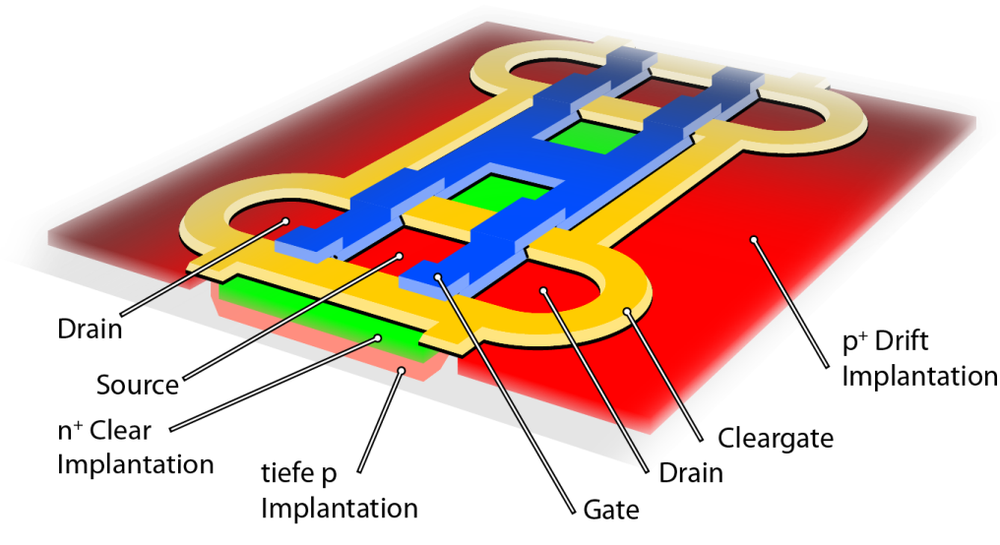 Drain
Source
n⁺ Clear
Implantation
tiefe p
Implantation
Gate
Drain
Cleargate
p⁺ Drift
Implantation